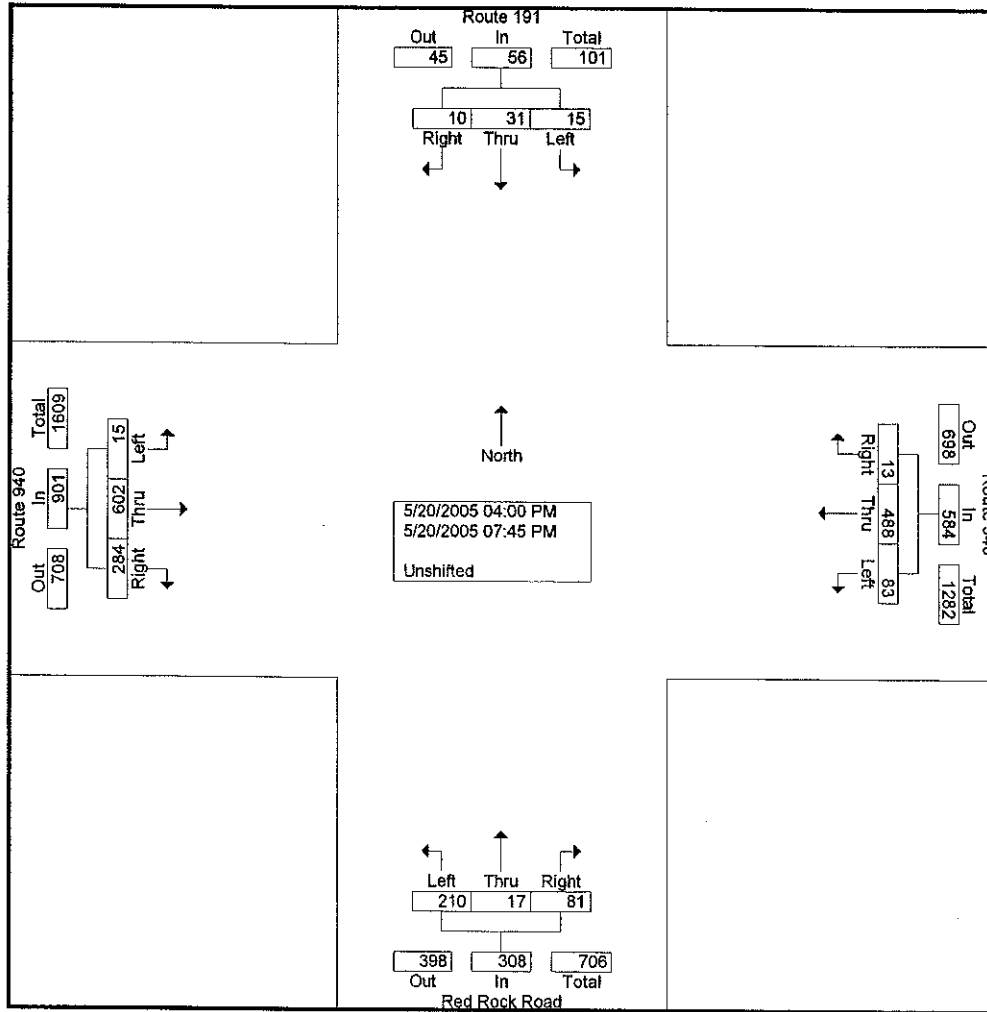 Route 191
Out In Total
45 56 101
10 31 15
Right Thru Left
Route 940
Total In Out
1609 901 708
15 602 284
Left Thru Right
North
5/20/2005 04:00 PM
5/20/2005 07:45 PM
Unshifted
Right Thru Left
13 488 83
698 584 1282
Out In Total
Left Thru Right
210 17 81
398 308 706
Out In Total
Red Rock Road